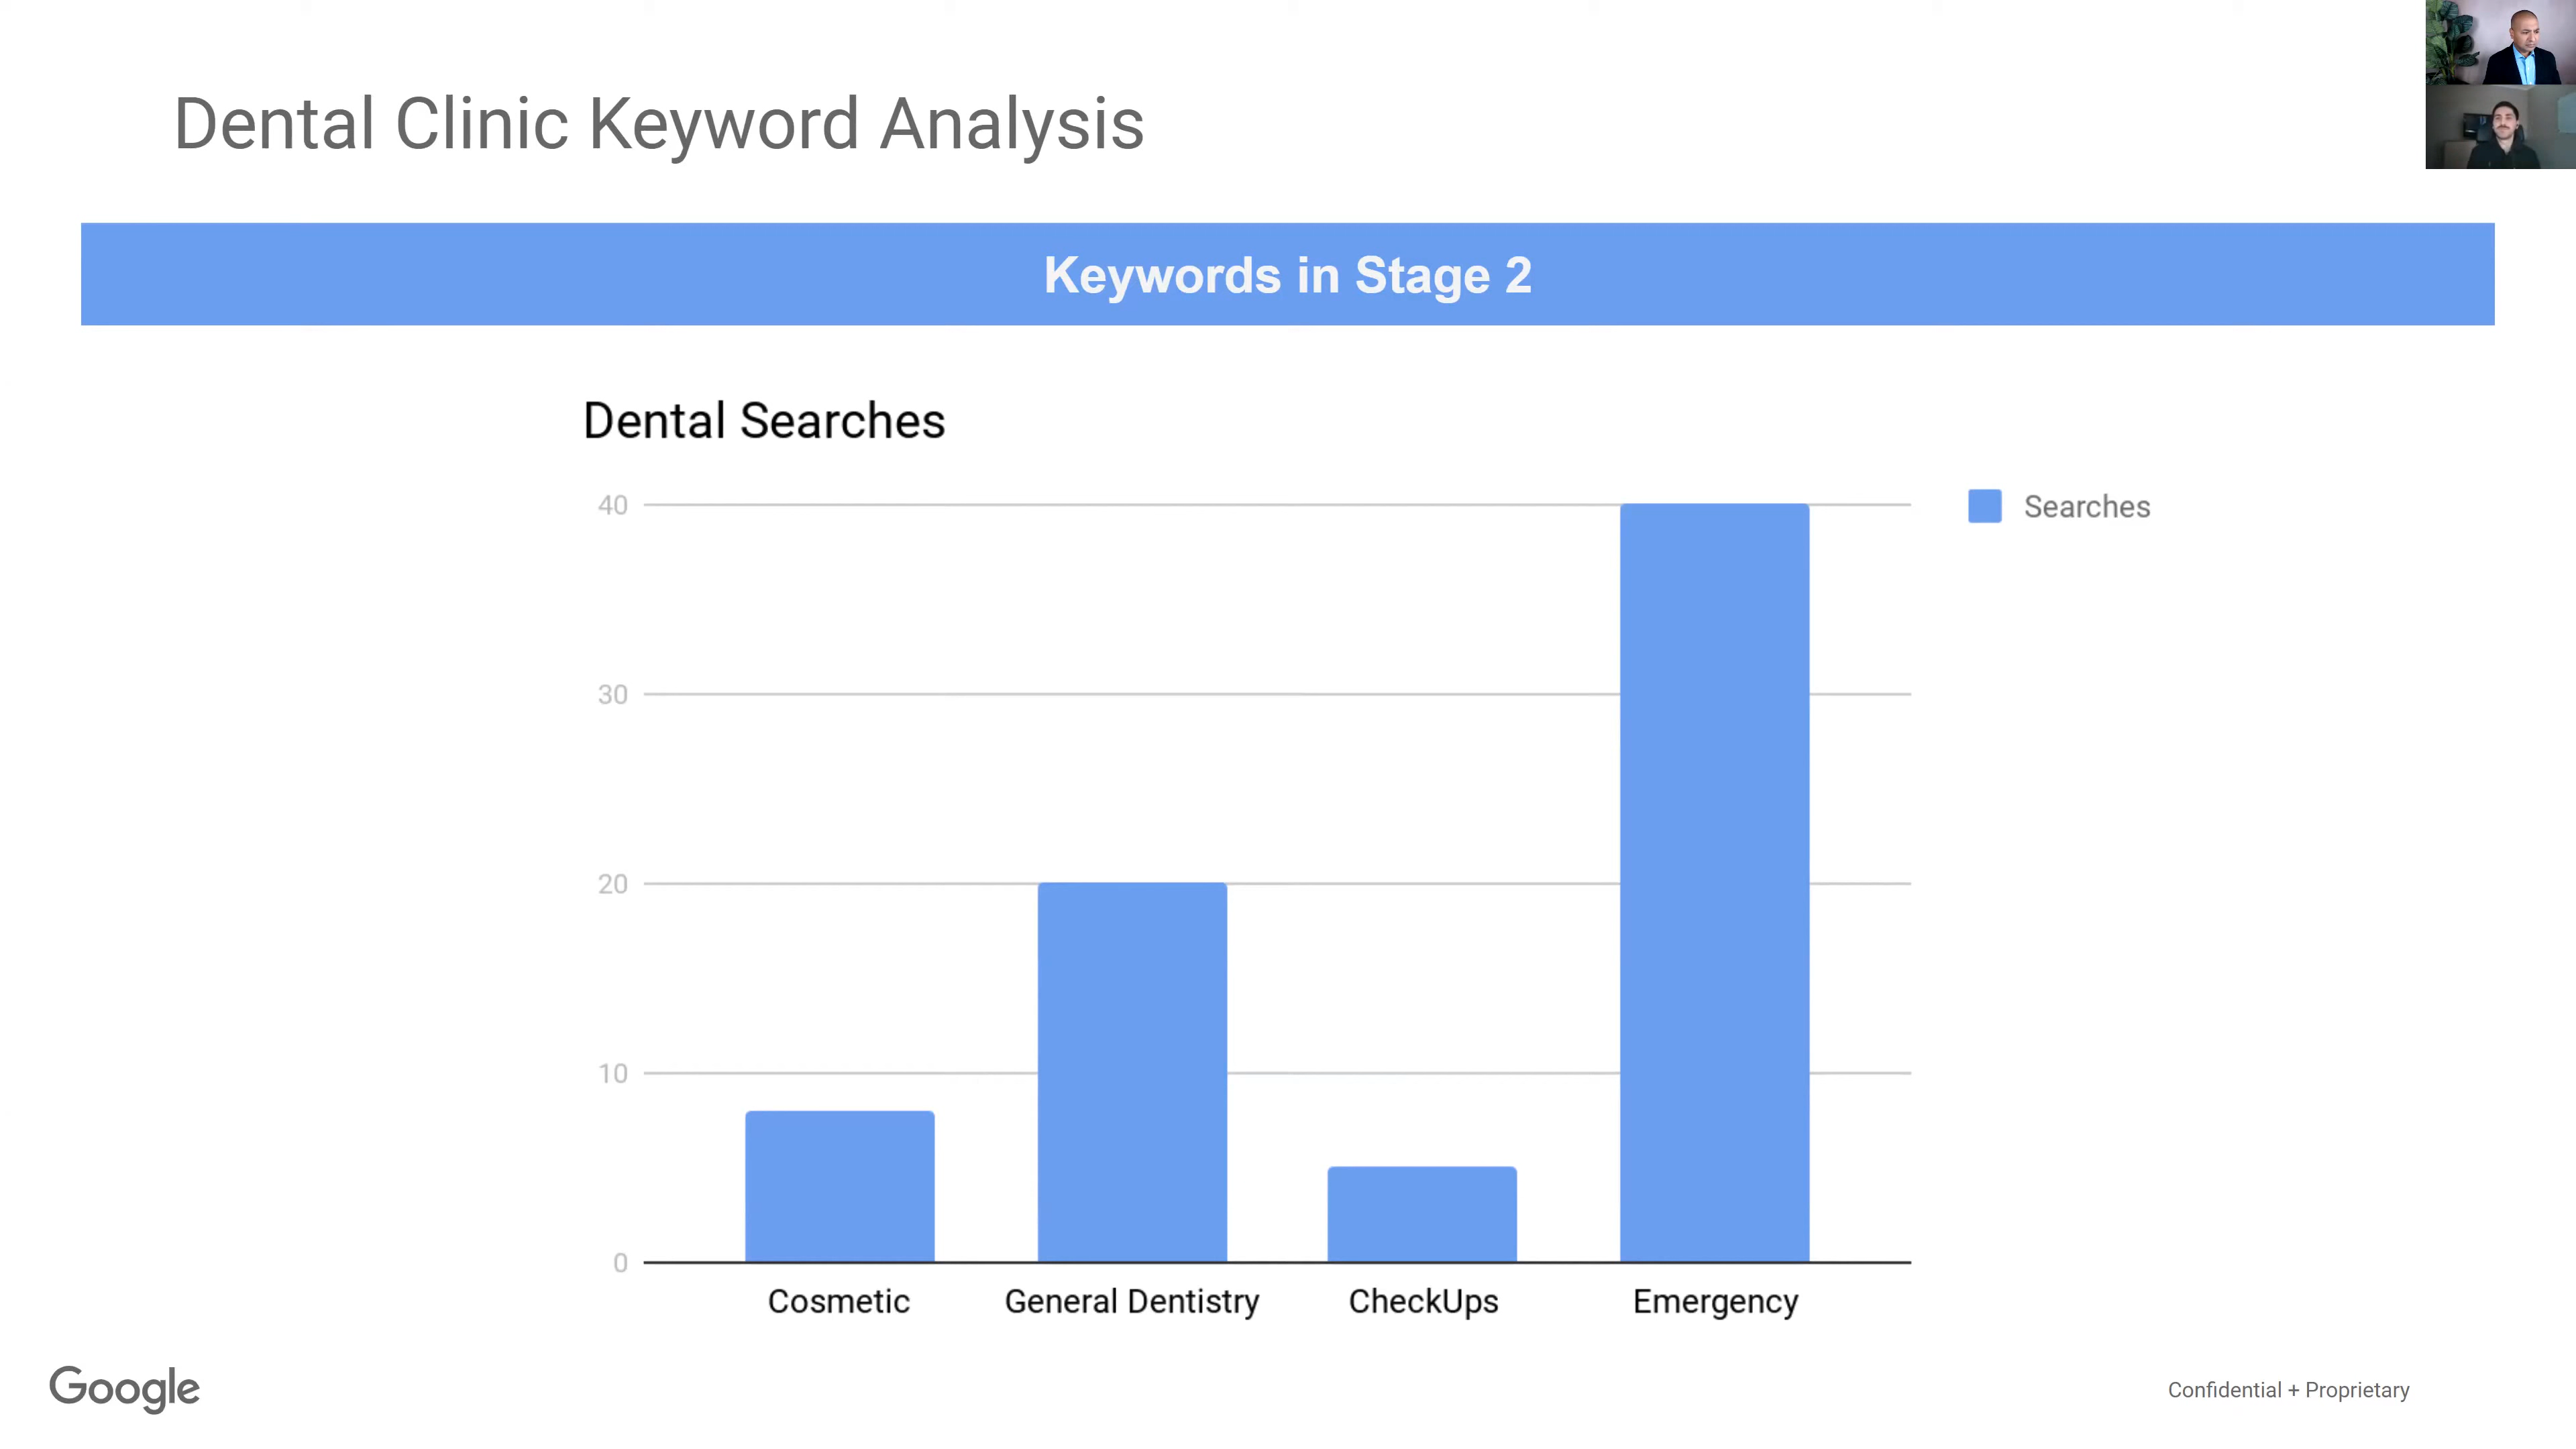 Dental Clinic Keyword Analysis
Keywords in Stage 2
Dental Searches
40
Searches
30
20
10
0
Cosmetic General Dentistry CheckUps Emergency
Google
Confidential + Proprietary